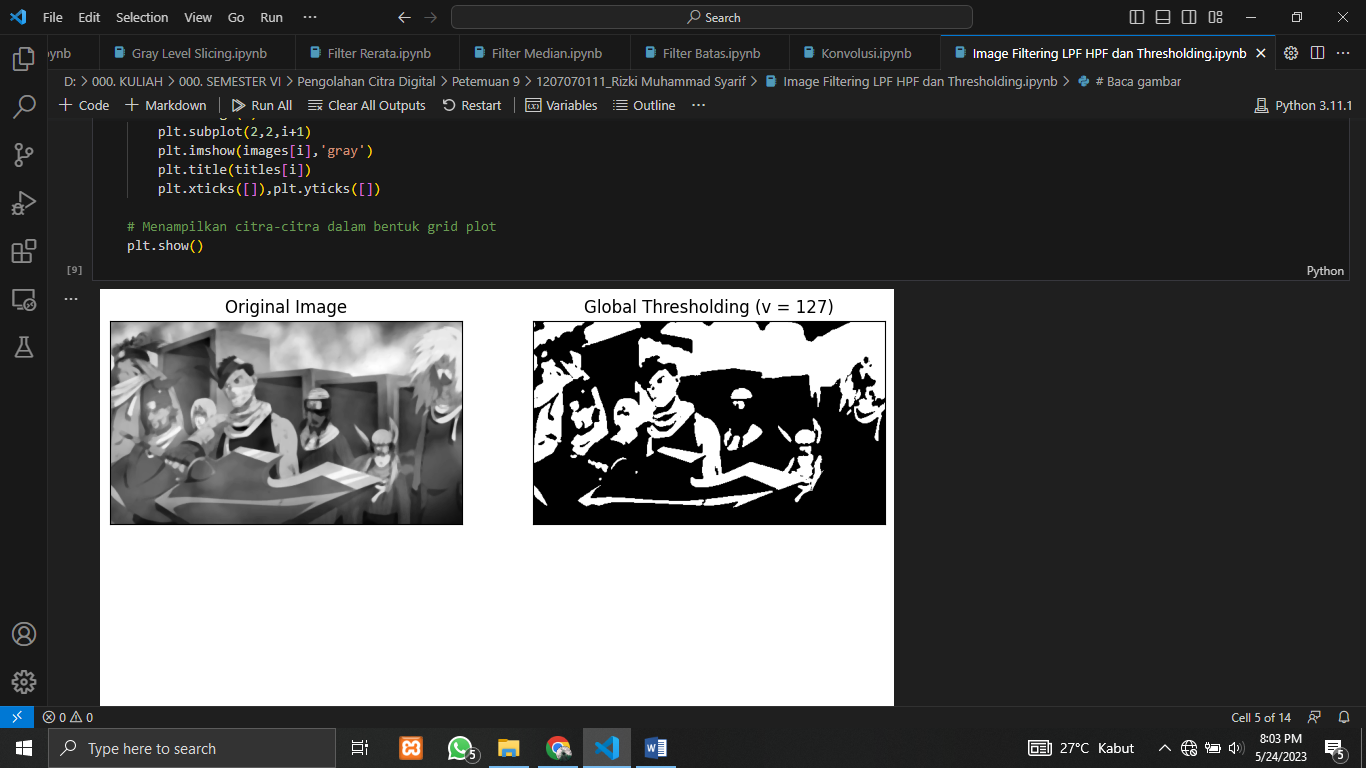 File Edit Selection View Go Run ··· Search
ynb Gray Level Slicing.ipynb Filter Rerata.ipynb Filter Median.ipynb Filter Batas.ipynb Konvolusi.ipynb Image Filtering LPF HPF dan Thresholding.ipynb
D: > 000. KULIAH > 000. SEMESTER VI > Pengolahan Citra Digital > Petemuan 9 > 1207070111_Rizki Muhammad Syarif > Image Filtering LPF HPF dan Thresholding.ipynb > # Baca gambar
Code Markdown Run All Clear All Outputs Restart Variables Outline ··· Python 3.11.1
plt.subplot(2,2,i+1)
plt.imshow(images[i],'gray')
plt.title(titles[i])
plt.xticks([]),plt.yticks([])
# Menampilkan citra-citra dalam bentuk grid plot
plt.show()
[9] Python
Original Image Global Thresholding (v = 127)
0 0 Cell 5 of 14
Type here to search 5 27°C Kabut 8:03 PM
5/24/2023 5